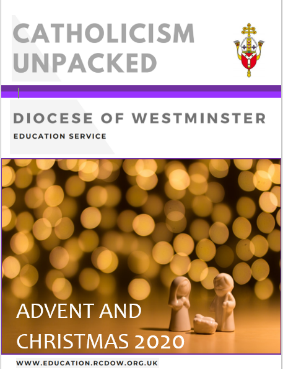 CATHOLICISM
UNPACKED
DIOCESE OF WESTMINSTER
EDUCATION SERVICE
ADVENT AND
CHRISTMAS 2020
WWW.EDUCATION.RCDOW.ORG.UK